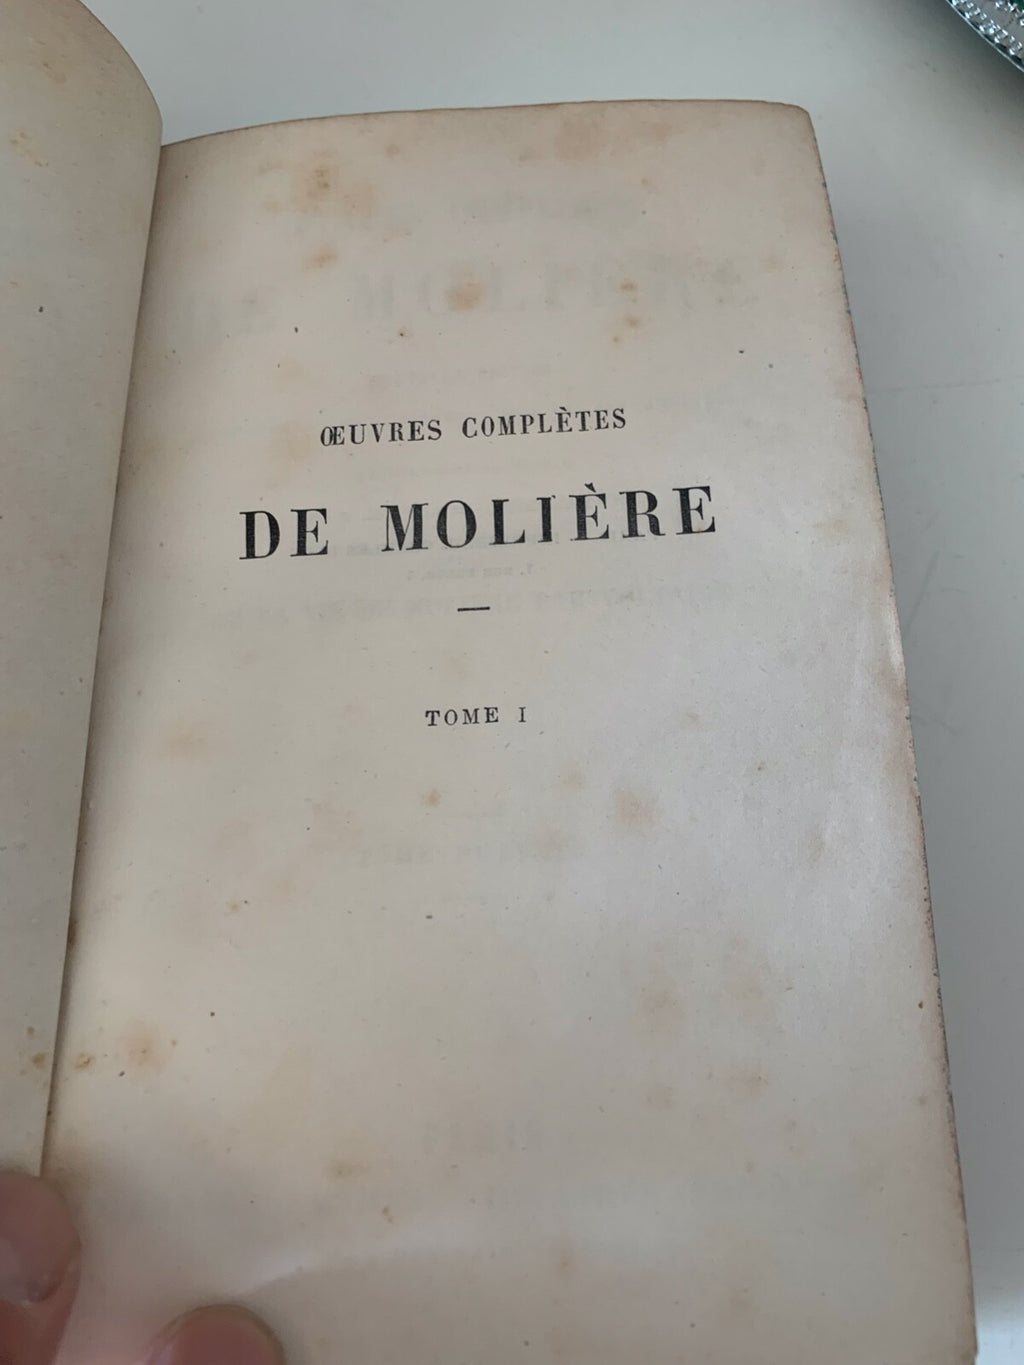 ŒUVRES COMPLÈTES
DE MOLIÈRE
TOME I